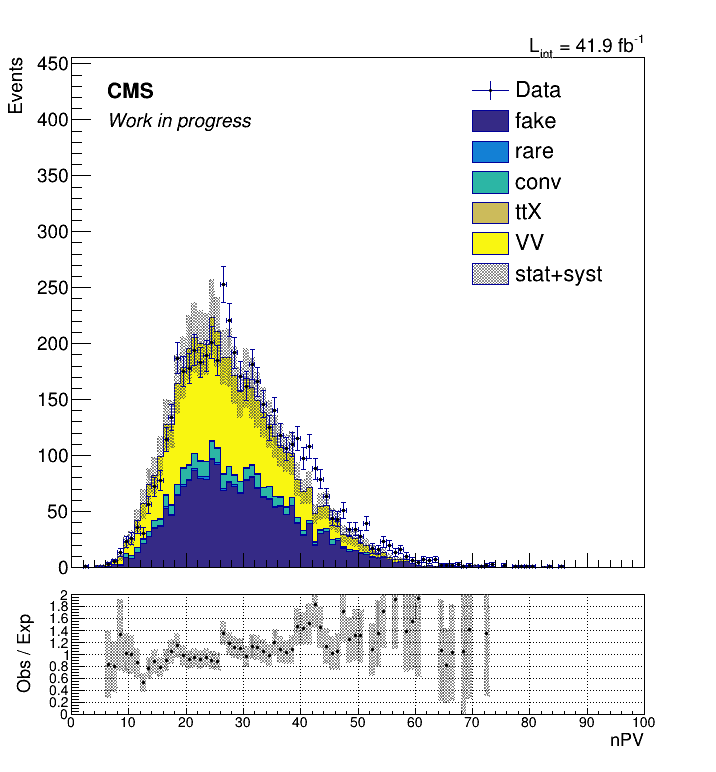 L_int = 41.9 fb^-1
Events
450
400
350
300
250
200
150
100
50
0
CMS
Work in progress
Data
fake
rare
conv
ttX
VV
stat+syst
Obs / Exp
2
1.8
1.6
1.4
1.2
1
0.8
0.6
0.4
0.2
0
0 10 20 30 40 50 60 70 80 90 100
nPV